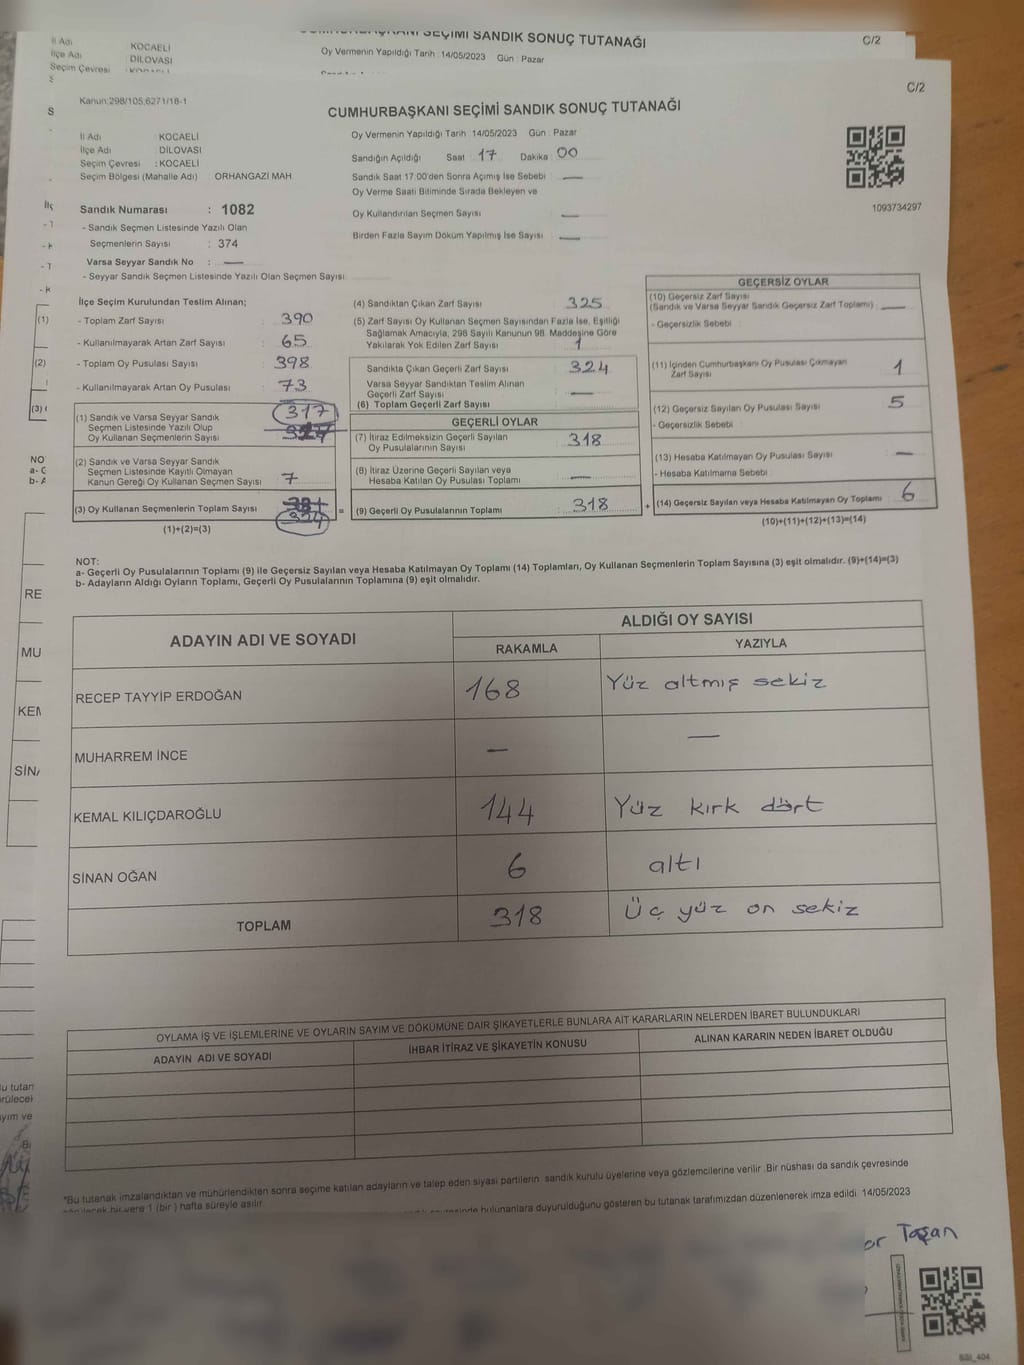 İl Adı KOCAELİ
İlçe Adı DİLOVASI
Seçim Çevresi
SEÇİMİ SANDIK SONUÇ TUTANAĞI
Oy Vermenin Yapıldığı Tarih :14/05/2023 Gün : Pazar
C/2
C/2
Kanun:298/105,6271/18-1
CUMHURBAŞKANI SEÇİMİ SANDIK SONUÇ TUTANAĞI
İl Adı : KOCAELİ
İlçe Adı : DİLOVASI
Seçim Çevresi : KOCAELİ
Seçim Bölgesi (Mahalle Adı) ORHANGAZİ MAH.
Oy Vermenin Yapıldığı Tarih :14/05/2023 Gün : Pazar
Sandığın Açıldığı Saat : 17 Dakika : 00
Sandık Saat 17:00'den Sonra Açımış İse Sebebi : —
Oy Verme Saati Bitiminde Sırada Bekleyen ve
Oy Kullandırılan Seçmen Sayısı : —
Birden Fazla Sayım Döküm Yapılmış İse Sayısı : —
1093734297
Sandık Numarası : 1082
- Sandık Seçmen Listesinde Yazılı Olan
Seçmenlerin Sayısı : 374
Varsa Seyyar Sandık No : —
- Seyyar Sandık Seçmen Listesinde Yazılı Olan Seçmen Sayısı:
İlçe Seçim Kurulundan Teslim Alınan;
- Toplam Zarf Sayısı : 390
- Kullanılmayarak Artan Zarf Sayısı : 65
- Toplam Oy Pusulası Sayısı : 398
- Kullanılmayarak Artan Oy Pusulası : 73
(1) Sandık ve Varsa Seyyar Sandık
Seçmen Listesinde Yazılı Olup
Oy Kullanan Seçmenlerin Sayısı 317
(2) Sandık ve Varsa Seyyar Sandık
Seçmen Listesinde Kayıtlı Olmayan
Kanun Gereği Oy Kullanan Seçmen Sayısı 7
(3) Oy Kullanan Seçmenlerin Toplam Sayısı 324
(1)+(2)=(3)
(4) Sandıktan Çıkan Zarf Sayısı : 325
(5) Zarf Sayısı Oy Kullanan Seçmen Sayısından Fazla İse, Eşitliği
Sağlamak Amacıyla, 298 Sayılı Kanunun 98. Maddesine Göre
Yakılarak Yok Edilen Zarf Sayısı : 1
Sandıkta Çıkan Geçerli Zarf Sayısı : 324
Varsa Seyyar Sandıktan Teslim Alınan
Geçerli Zarf Sayısı : —
(6) Toplam Geçerli Zarf Sayısı
GEÇERLİ OYLAR
(7) İtiraz Edilmeksizin Geçerli Sayılan
Oy Pusulalarının Sayısı : 318
(8) İtiraz Üzerine Geçerli Sayılan veya
Hesaba Katılan Oy Pusulası Toplamı : —
= (9) Geçerli Oy Pusulalarının Toplamı : 318
GEÇERSİZ OYLAR
(10) Geçersiz Zarf Sayısı
(Sandık ve Varsa Seyyar Sandık Geçersiz Zarf Toplamı) : —
- Geçersizlik Sebebi :
(11) İçinden Cumhurbaşkanı Oy Pusulası Çıkmayan
Zarf Sayısı 1
(12) Geçersiz Sayılan Oy Pusulası Sayısı : 5
- Geçersizlik Sebebi :
(13) Hesaba Katılmayan Oy Pusulası Sayısı : —
- Hesaba Katılmama Sebebi :
+ (14) Geçersiz Sayılan veya Hesaba Katılmayan Oy Toplamı : 6
(10)+(11)+(12)+(13)=(14)
NOT:
a- Geçerli Oy Pusulalarının Toplamı (9) ile Geçersiz Sayılan veya Hesaba Katılmayan Oy Toplamı (14) Toplamları, Oy Kullanan Seçmenlerin Toplam Sayısına (3) eşit olmalıdır. (9)+(14)=(3)
b- Adayların Aldığı Oyların Toplamı, Geçerli Oy Pusulalarının Toplamına (9) eşit olmalıdır.
ADAYIN ADI VE SOYADI
ALDIĞI OY SAYISI
RAKAMLA YAZIYLA
RECEP TAYYİP ERDOĞAN 168 Yüz altmış sekiz
MUHARREM İNCE — —
KEMAL KILIÇDAROĞLU 144 Yüz kırk dört
SİNAN OĞAN 6 altı
TOPLAM 318 Üç yüz on sekiz
OYLAMA İŞ VE İŞLEMLERİNE VE OYLARIN SAYIM VE DÖKÜMÜNE DAİR ŞİKAYETLERLE BUNLARA AİT KARARLARIN NELERDEN İBARET BULUNDUKLARI
ADAYIN ADI VE SOYADI İHBAR İTİRAZ VE ŞİKAYETİN KONUSU ALINAN KARARIN NEDEN İBARET OLDUĞU
*Bu tutanak imzalandıktan ve mühürlendikten sonra seçime katılan adayların ve talep eden siyasi partilerin sandık kurulu üyelerine veya gözlemcilerine verilir. Bir nüshası da sandık çevresinde
bir yere 1 (bir) hafta süreyle asılır.
bulunanlara duyurulduğunu gösteren bu tutanak tarafımızdan düzenlenerek imza edildi. 14/05/2023
Taşan